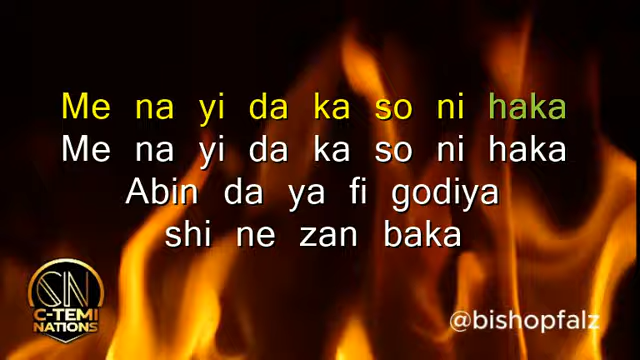 Me na yi da ka so ni haka
Me na yi da ka so ni haka
Abin da ya fi godiya
shi ne zan baka
SN
C-TEMI
NATIONS
@bishopfalz